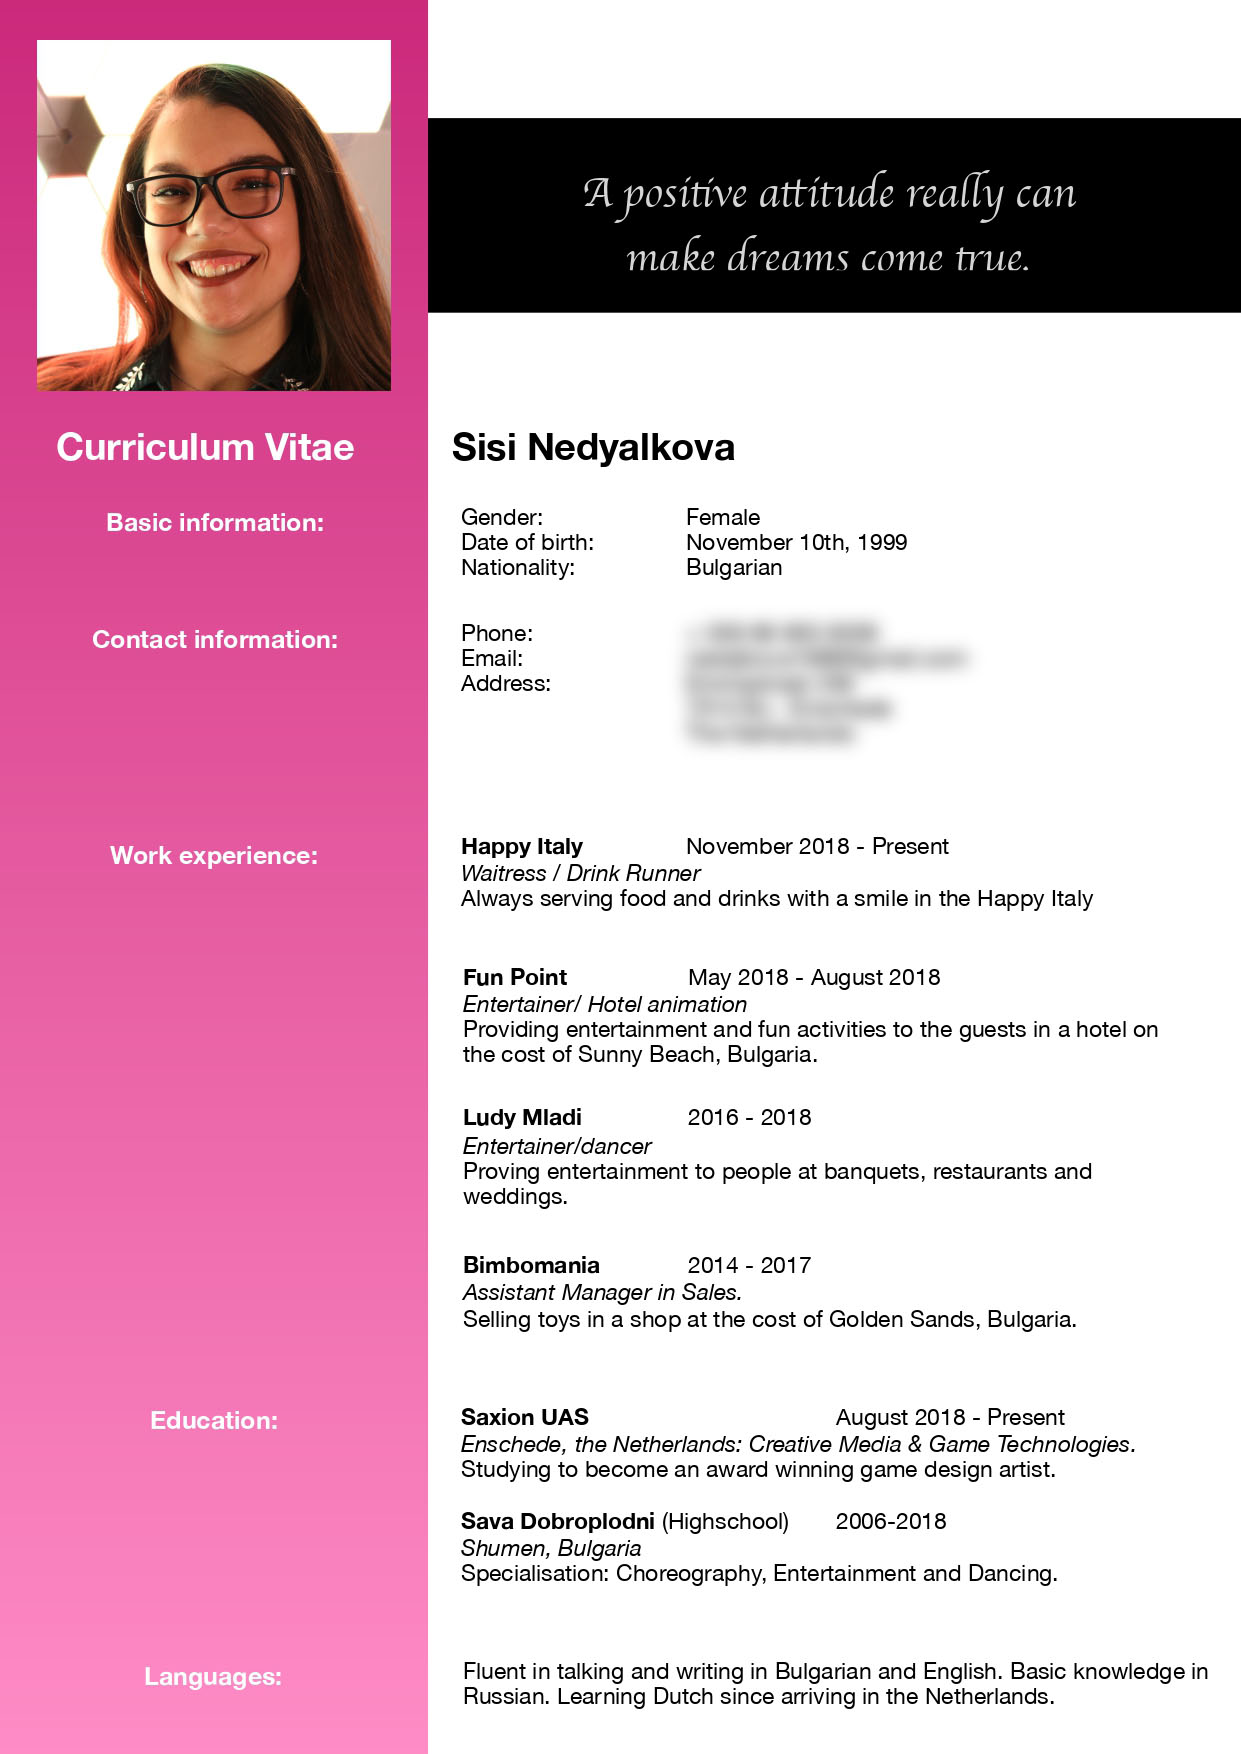 A positive attitude really can
make dreams come true.
Curriculum Vitae
Sisi Nedyalkova
Basic information:
Gender: Female
Date of birth: November 10th, 1999
Nationality: Bulgarian
Contact information:
Phone:
Email:
Address:
Work experience:
Happy Italy November 2018 - Present
Waitress / Drink Runner
Always serving food and drinks with a smile in the Happy Italy
Fun Point May 2018 - August 2018
Entertainer/ Hotel animation
Providing entertainment and fun activities to the guests in a hotel on
the cost of Sunny Beach, Bulgaria.
Ludy Mladi 2016 - 2018
Entertainer/dancer
Proving entertainment to people at banquets, restaurants and
weddings.
Bimbomania 2014 - 2017
Assistant Manager in Sales.
Selling toys in a shop at the cost of Golden Sands, Bulgaria.
Education:
Saxion UAS August 2018 - Present
Enschede, the Netherlands: Creative Media & Game Technologies.
Studying to become an award winning game design artist.
Sava Dobroplodni (Highschool) 2006-2018
Shumen, Bulgaria
Specialisation: Choreography, Entertainment and Dancing.
Languages:
Fluent in talking and writing in Bulgarian and English. Basic knowledge in
Russian. Learning Dutch since arriving in the Netherlands.